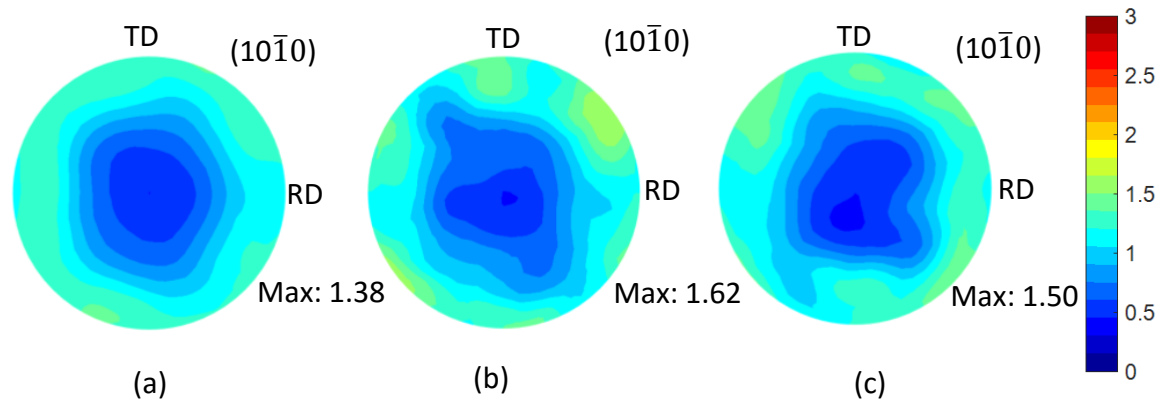 TD
(101̅0)
RD
Max: 1.38
(a)
TD
(101̅0)
RD
Max: 1.62
(b)
TD
(101̅0)
RD
Max: 1.50
(c)
3
2.5
2
1.5
1
0.5
0